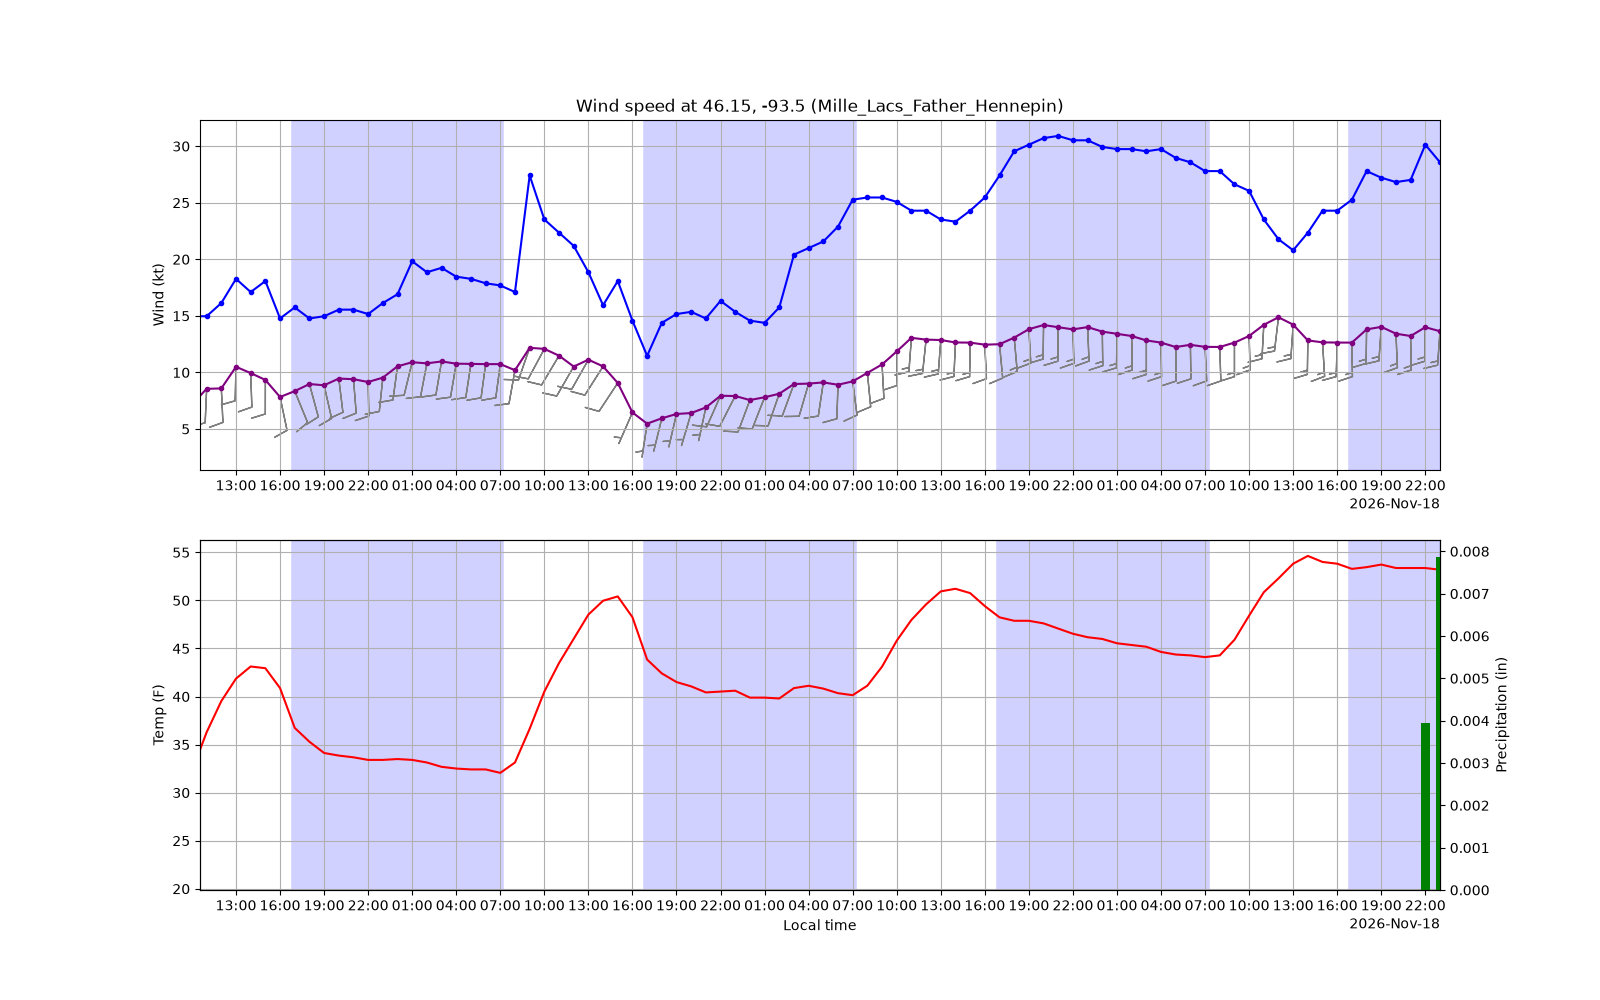 Wind speed at 46.15, -93.5 (Mille_Lacs_Father_Hennepin)
30
25
20
15
10
5
Wind (kt)
13:00 16:00 19:00 22:00 01:00 04:00 07:00 10:00 13:00 16:00 19:00 22:00 01:00 04:00 07:00 10:00 13:00 16:00 19:00 22:00 01:00 04:00 07:00 10:00 13:00 16:00 19:00 22:00
2026-Nov-18
55
50
45
40
35
30
25
20
Temp (F)
0.008
0.007
0.006
0.005
0.004
0.003
0.002
0.001
0.000
Precipitation (in)
13:00 16:00 19:00 22:00 01:00 04:00 07:00 10:00 13:00 16:00 19:00 22:00 01:00 04:00 07:00 10:00 13:00 16:00 19:00 22:00 01:00 04:00 07:00 10:00 13:00 16:00 19:00 22:00
Local time
2026-Nov-18